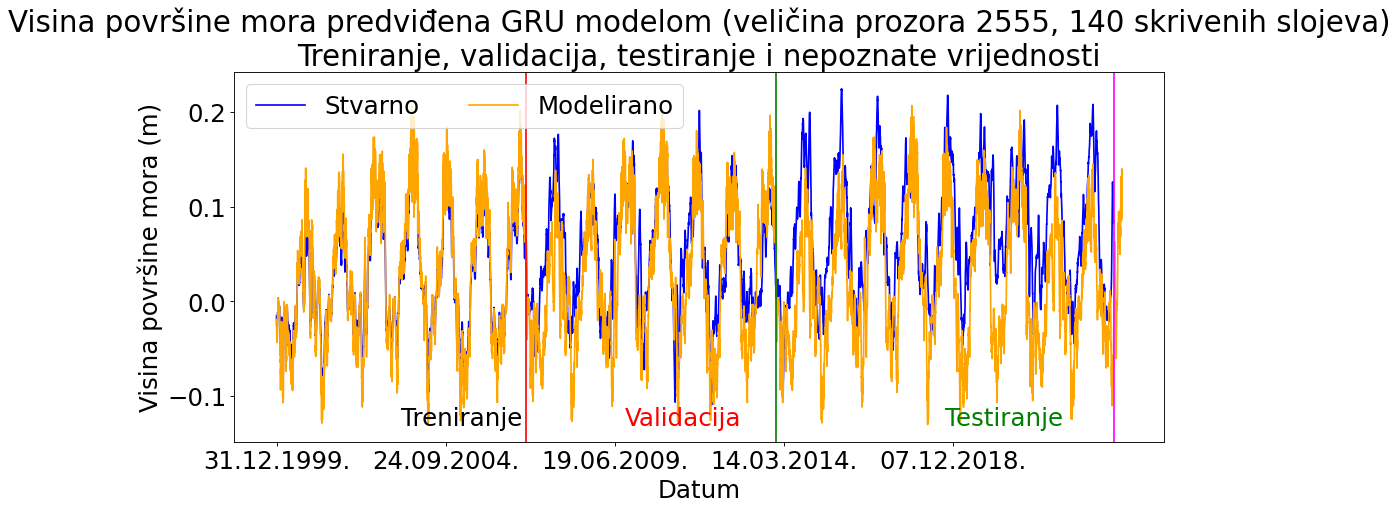 Visina površine mora predviđena GRU modelom (veličina prozora 2555, 140 skrivenih slojeva)
Treniranje, validacija, testiranje i nepoznate vrijednosti
Stvarno
Modelirano
Visina površine mora (m)
0.2
0.1
0.0
−0.1
Treniranje
Validacija
Testiranje
31.12.1999.
24.09.2004.
19.06.2009.
14.03.2014.
07.12.2018.
Datum